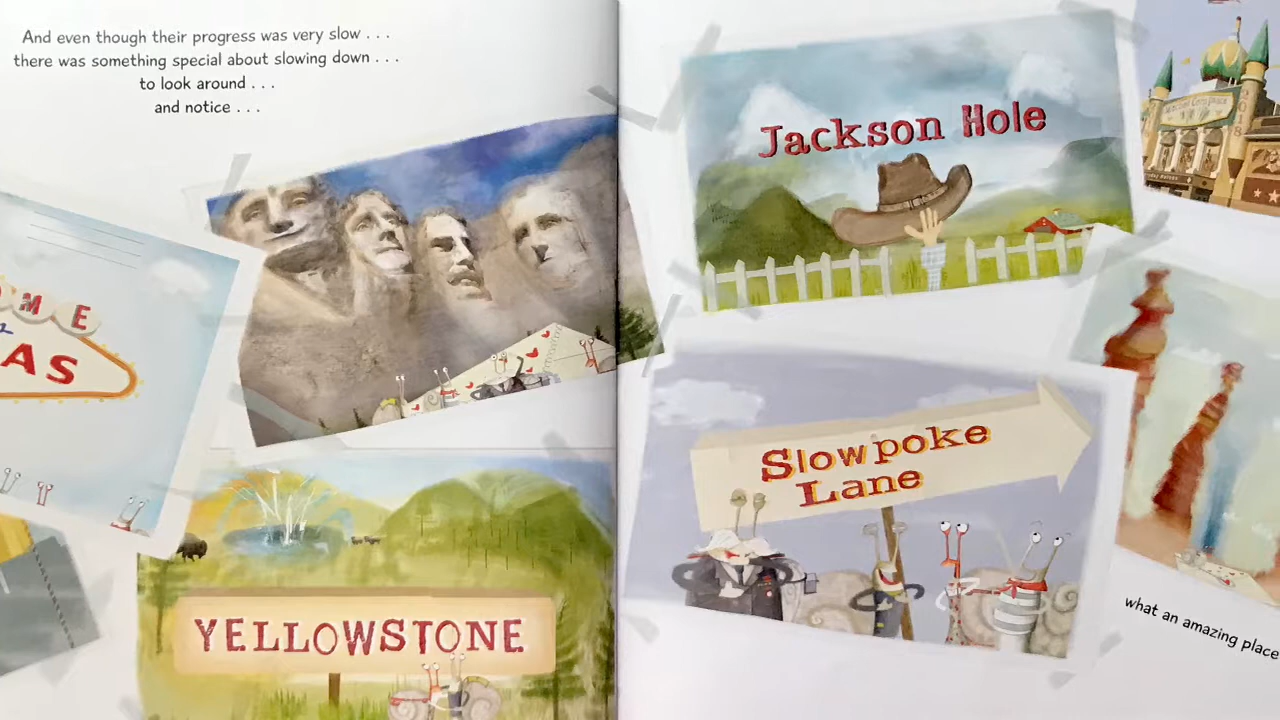 And even though their progress was very slow . . .
there was something special about slowing down . . .
to look around . . .
and notice . . .
OME
AS
YELLOWSTONE
Jackson Hole
Slowpoke
Lane
what an amazing place